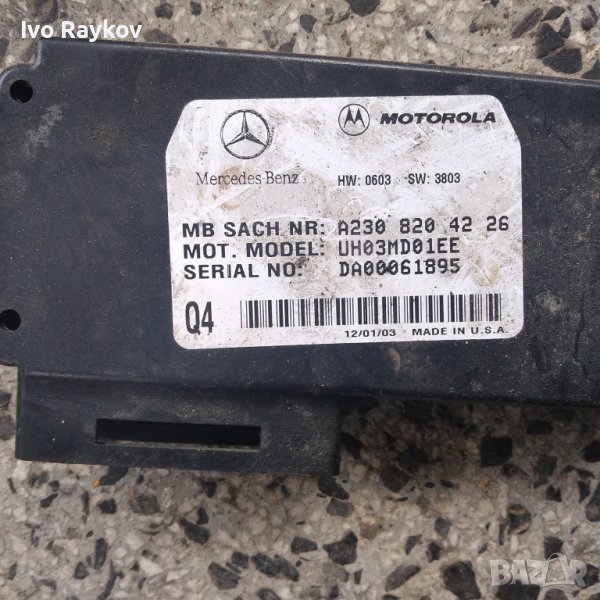 Ivo Raykov
MOTOROLA
Mercedes-Benz HW: 0603 SW: 3803
MB SACH NR: A230 820 42 26
MOT. MODEL: UH03MD01EE
SERIAL NO: DA00061895
Q4
12/01/03 MADE IN U.S.A.
BAZAR